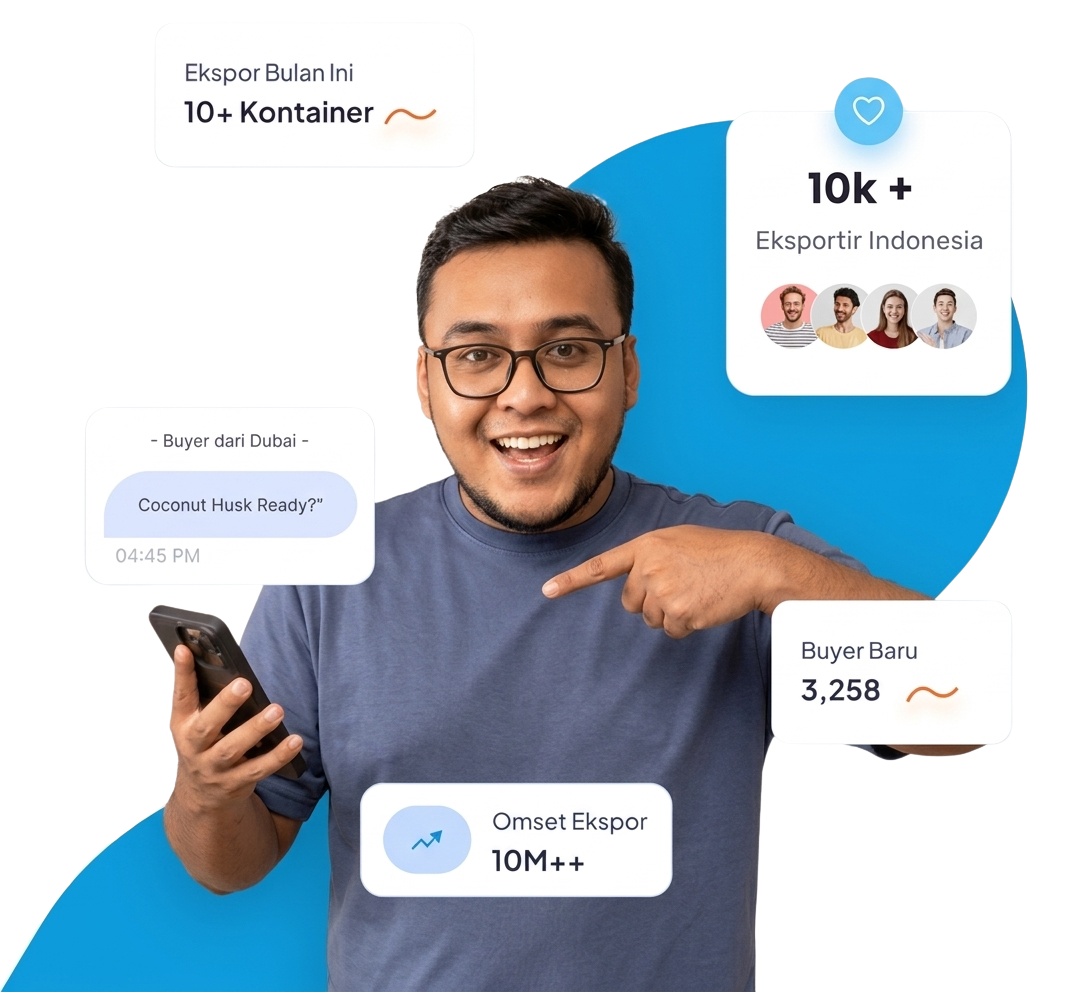 Ekspor Bulan Ini
10+ Kontainer
10k +
Eksportir Indonesia
- Buyer dari Dubai -
Coconut Husk Ready?”
04:45 PM
Buyer Baru
3,258
Omset Ekspor
10M++